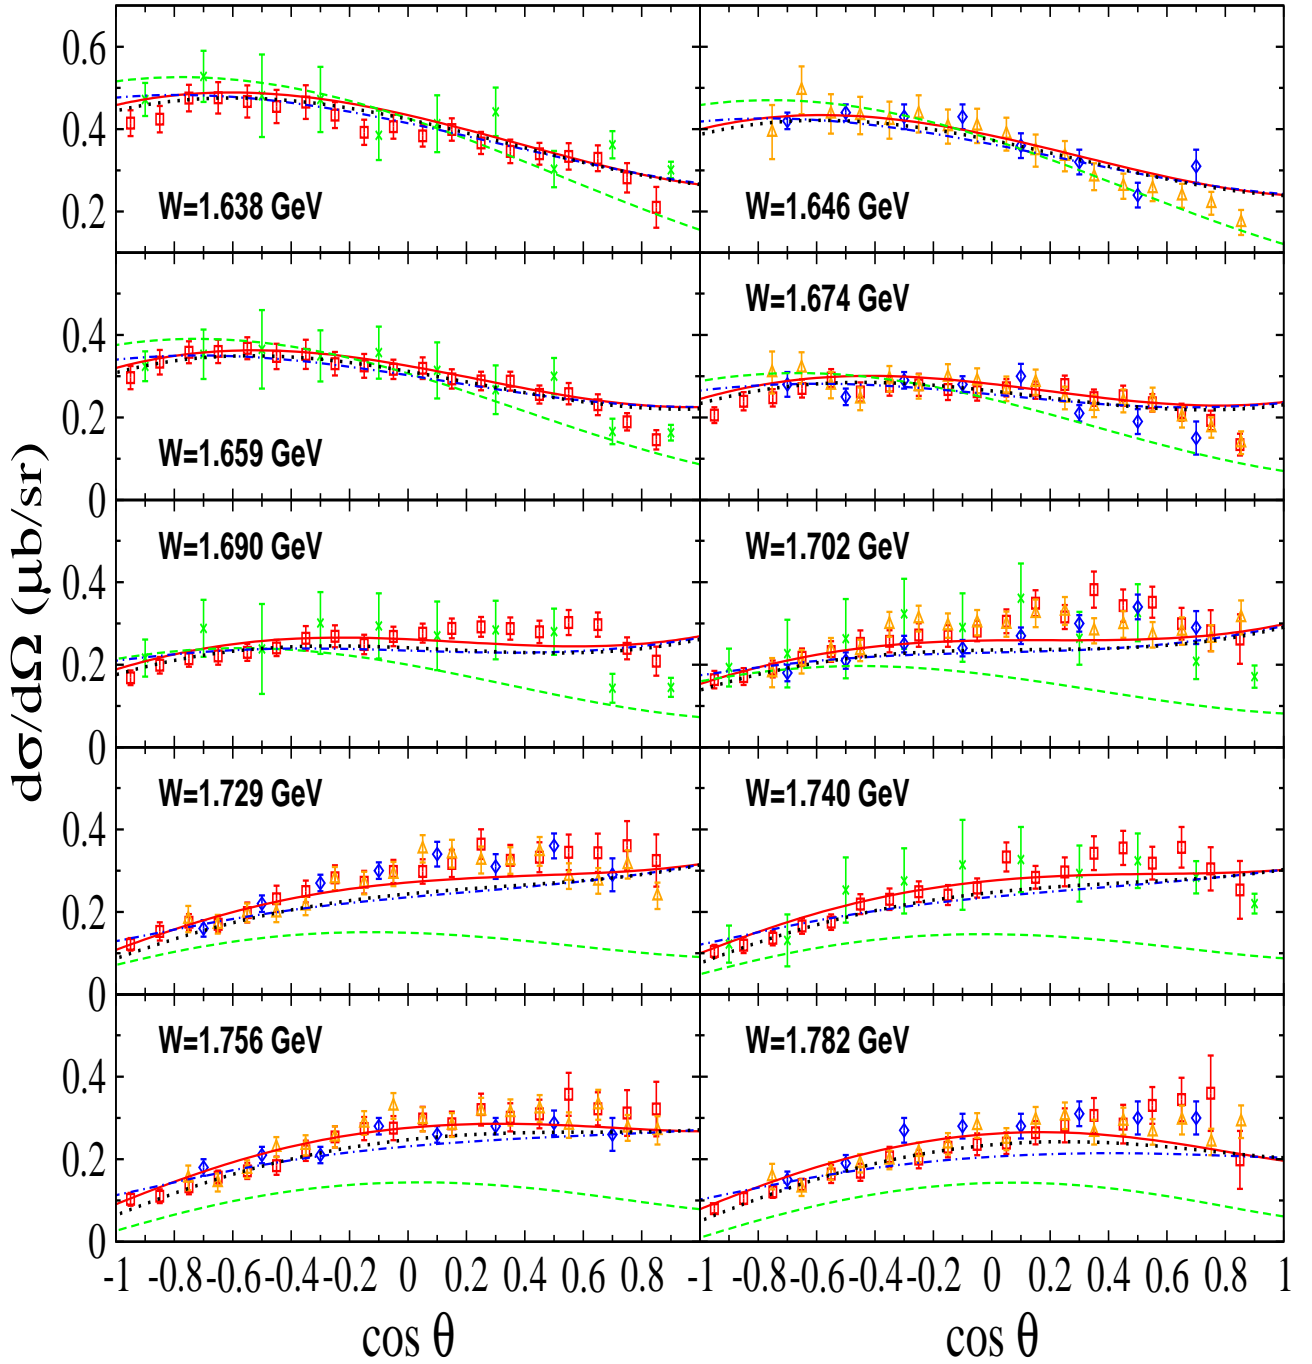 0.6
0.4
0.2
W=1.638 GeV
W=1.646 GeV
0.4
0.2
0
W=1.659 GeV
W=1.674 GeV
dσ/dΩ (μb/sr)
0.4
0.2
0
W=1.690 GeV
W=1.702 GeV
0.4
0.2
0
W=1.729 GeV
W=1.740 GeV
0.4
0.2
0
W=1.756 GeV
W=1.782 GeV
-1 -0.8 -0.6 -0.4 -0.2 0 0.2 0.4 0.6 0.8 -1 -0.8 -0.6 -0.4 -0.2 0 0.2 0.4 0.6 0.8 1
cos θ cos θ